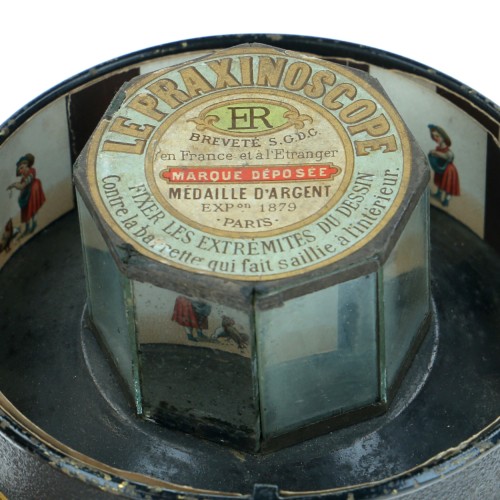 LE PRAXINOSCOPE
ER
BREVETÉ S.G.D.G.
en France et à l'Etranger
MARQUE DÉPOSÉE
MÉDAILLE D'ARGENT
EXPon 1879
-PARIS-
FIXER LES EXTRÉMITES DU DESSIN
Contre la barrette qui fait saillie à l'intérieur.